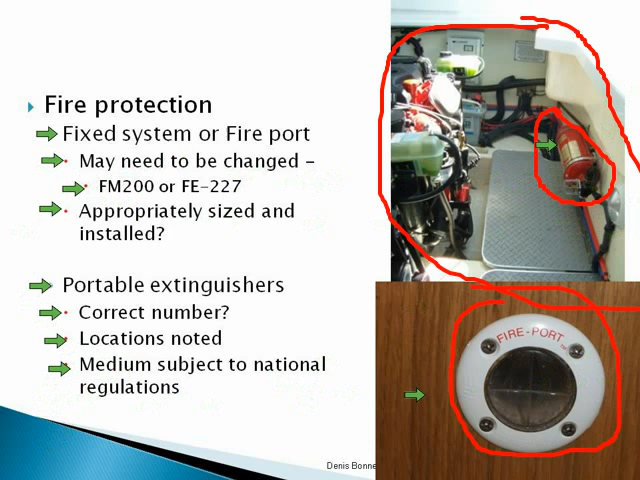 Fire protection
Fixed system or Fire port
May need to be changed -
FM200 or FE-227
Appropriately sized and
installed?
Portable extinguishers
Correct number?
Locations noted
Medium subject to national
regulations
FIRE-PORT
Denis Bonne